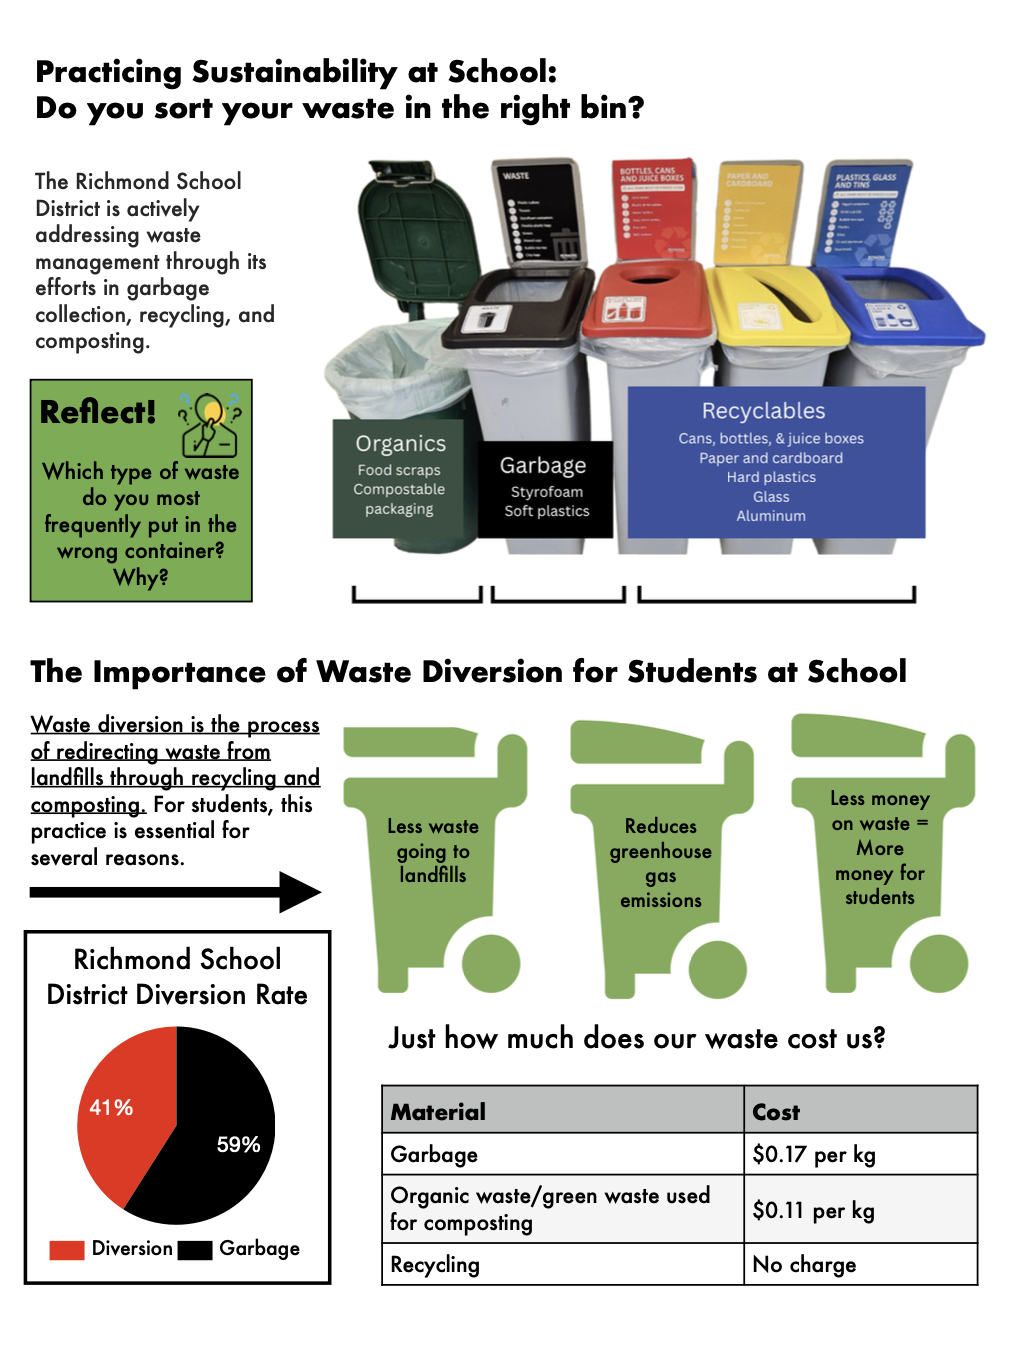 Practicing Sustainability at School:
Do you sort your waste in the right bin?
The Richmond School
District is actively
addressing waste
management through its
efforts in garbage
collection, recycling, and
composting.
Reflect!
Which type of waste
do you most
frequently put in the
wrong container?
Why?
WASTE
BOTTLES, CANS
AND JUICE BOXES
PAPER AND
CARDBOARD
PLASTICS, GLASS
AND TINS
WASTE
Organics
Food scraps
Compostable
packaging
Garbage
Styrofoam
Soft plastics
Recyclables
Cans, bottles, & juice boxes
Paper and cardboard
Hard plastics
Glass
Aluminum
The Importance of Waste Diversion for Students at School
Waste diversion is the process
of redirecting waste from
landfills through recycling and
composting. For students, this
practice is essential for
several reasons.
Less waste
going to
landfills
Reduces
greenhouse
gas
emissions
Less money
on waste =
More
money for
students
Richmond School
District Diversion Rate
41%
59%
Diversion
Garbage
Just how much does our waste cost us?
Material
Cost
Garbage
$0.17 per kg
Organic waste/green waste used
for composting
$0.11 per kg
Recycling
No charge